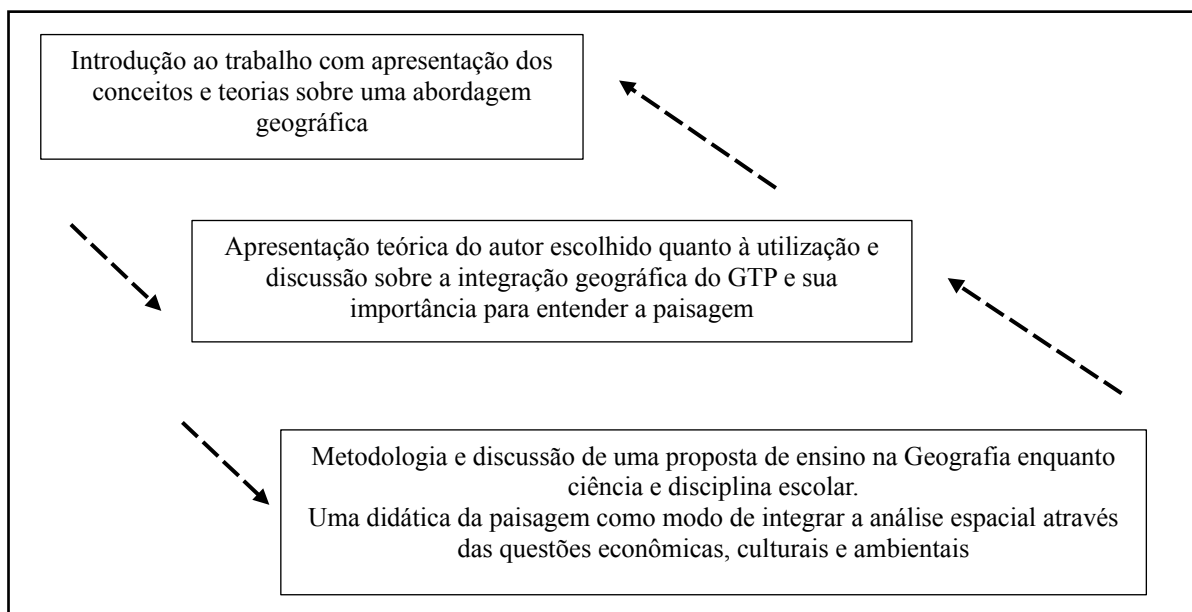 Introdução ao trabalho com apresentação dos
conceitos e teorias sobre uma abordagem
geográfica
Apresentação teórica do autor escolhido quanto à utilização e
discussão sobre a integração geográfica do GTP e sua
importância para entender a paisagem
Metodologia e discussão de uma proposta de ensino na Geografia enquanto
ciência e disciplina escolar.
Uma didática da paisagem como modo de integrar a análise espacial através
das questões econômicas, culturais e ambientais